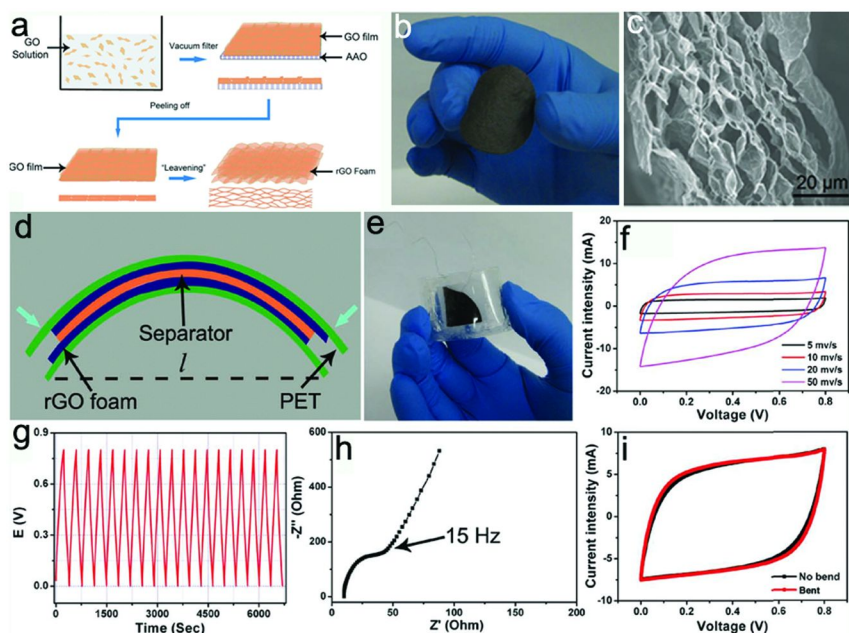 a
GO
Solution
Vacuum filter
GO film
AAO
Peeling off
GO film
"Leavening"
rGO Foam
b
c
20 μm
d
Separator
l
rGO foam
PET
e
f
Current intensity (mA)
20
10
0
-10
-20
0.0 0.2 0.4 0.6 0.8
Voltage (V)
5 mv/s
10 mv/s
20 mv/s
50 mv/s
g
E (V)
0.9
0.6
0.3
0.0
0 1500 3000 4500 6000
Time (Sec)
h
-Z'' (Ohm)
600
400
200
0
0 50 100 150 200
Z' (Ohm)
15 Hz
i
Current intensity (mA)
10
5
0
-5
-10
0.0 0.2 0.4 0.6 0.8
Voltage (V)
No bend
Bent